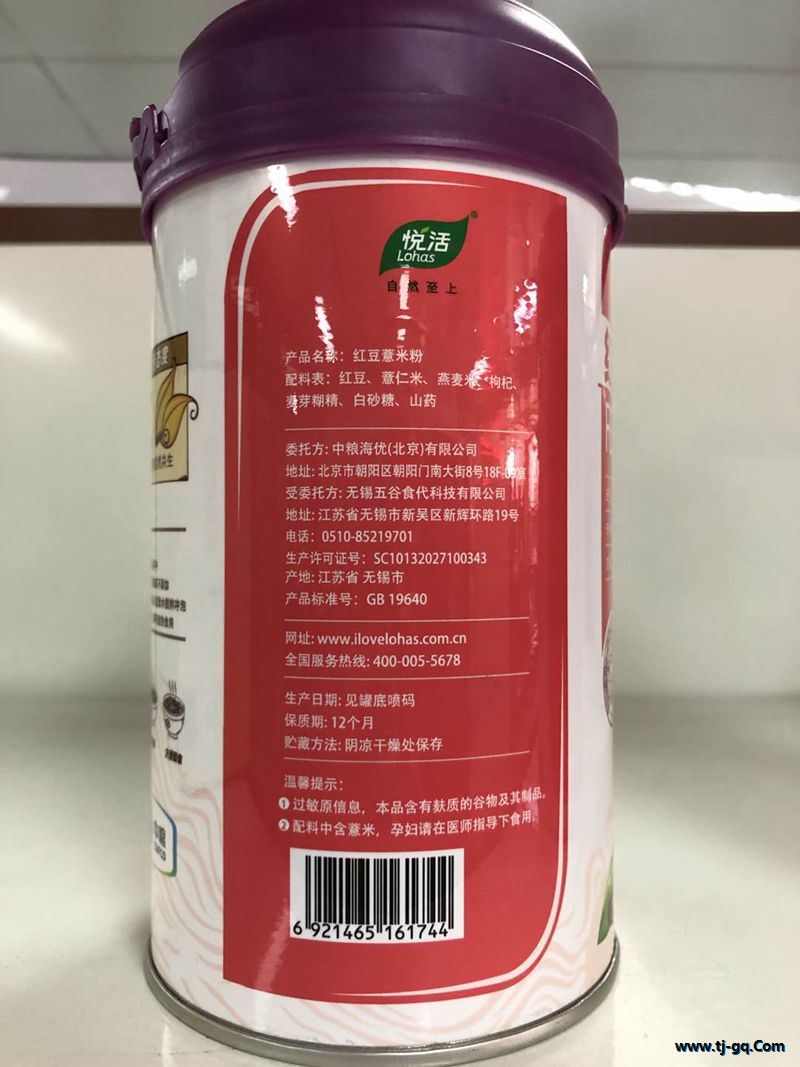 悦活
Lohas
自然至上
产品名称：红豆薏米粉
配料表：红豆、薏仁米、燕麦米、枸杞、
麦芽糊精、白砂糖、山药
委托方: 中粮海优(北京)有限公司
地址: 北京市朝阳区朝阳门南大街8号18F-09室
受委托方: 无锡五谷食代科技有限公司
地址: 江苏省无锡市新吴区新辉环路19号
电话： 0510-85219701
生产许可证号： SC10132027100343
产地: 江苏省 无锡市
产品标准号： GB 19640
网址: www.ilovelohas.com.cn
全国服务热线: 400-005-5678
生产日期: 见罐底喷码
保质期: 12个月
贮藏方法: 阴凉干燥处保存
温馨提示:
❶ 过敏原信息，本品含有麸质的谷物及其制品。
❷ 配料中含薏米，孕妇请在医师指导下食用。
6 921465 161744
www.tj-gq.Com